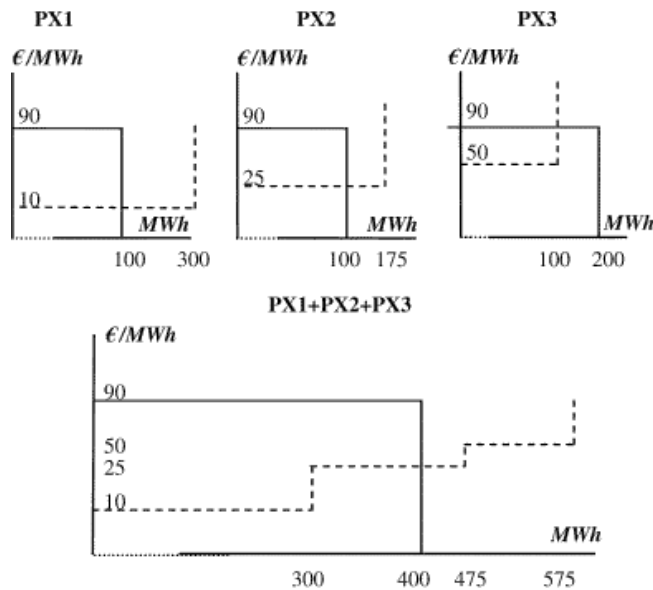 PX1 PX2 PX3
€/MWh €/MWh €/MWh
90 90 90
50
25
10
MWh MWh MWh
100 300 100 175 100 200
PX1+PX2+PX3
€/MWh
90
50
25
10
MWh
300 400 475 575